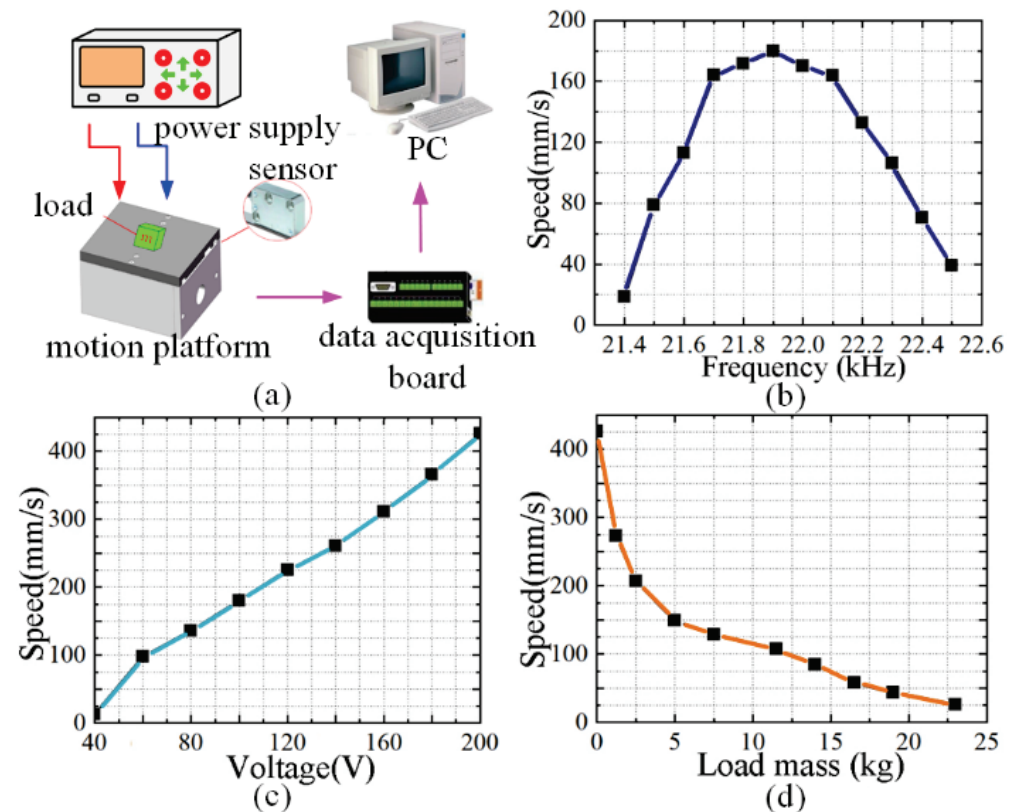 power supply
sensor
load
motion platform
data acquisition
board
PC
(a)
200
160
120
80
40
0
Speed(mm/s)
21.4 21.6 21.8 22.0 22.2 22.4 22.6
Frequency (kHz)
(b)
400
300
200
100
0
Speed(mm/s)
40 80 120 160 200
Voltage(V)
(c)
400
300
200
100
0
Speed(mm/s)
0 5 10 15 20 25
Load mass (kg)
(d)